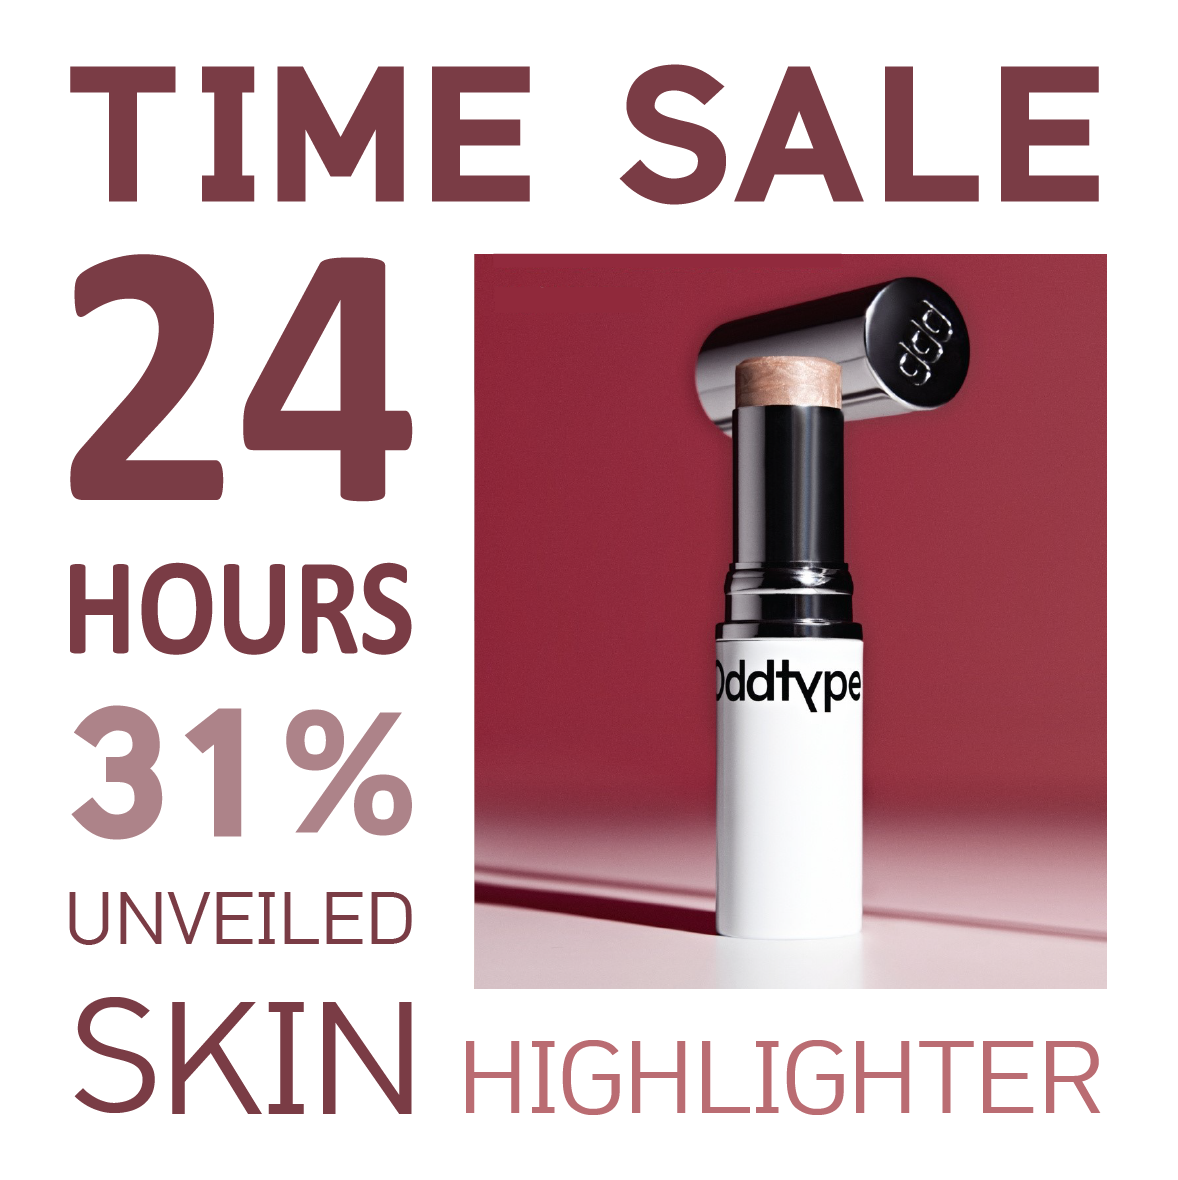 TIME SALE
24
HOURS
31%
UNVEILED
SKIN HIGHLIGHTER
Oddtype